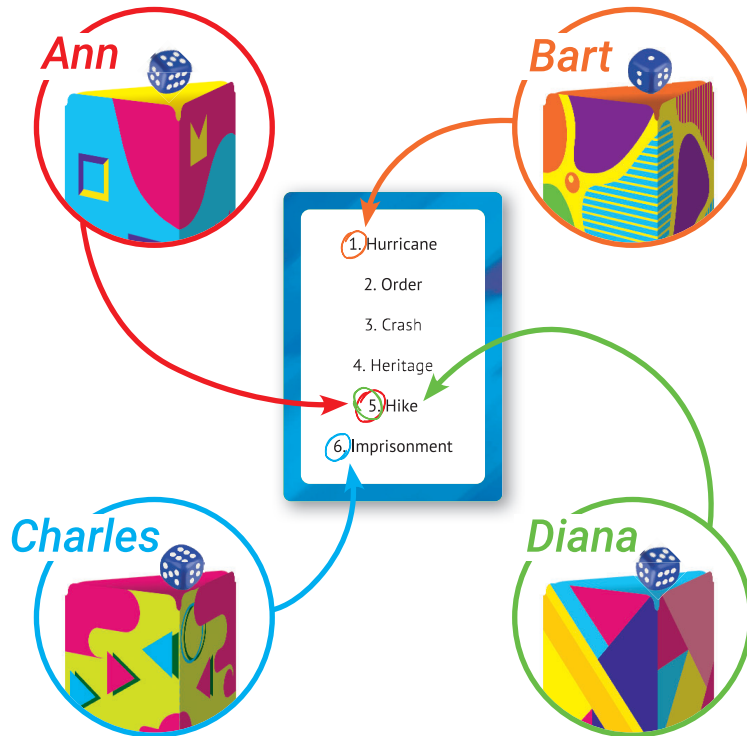 Ann
Bart
1. Hurricane
2. Order
3. Crash
4. Heritage
5. Hike
6. Imprisonment
Charles
Diana